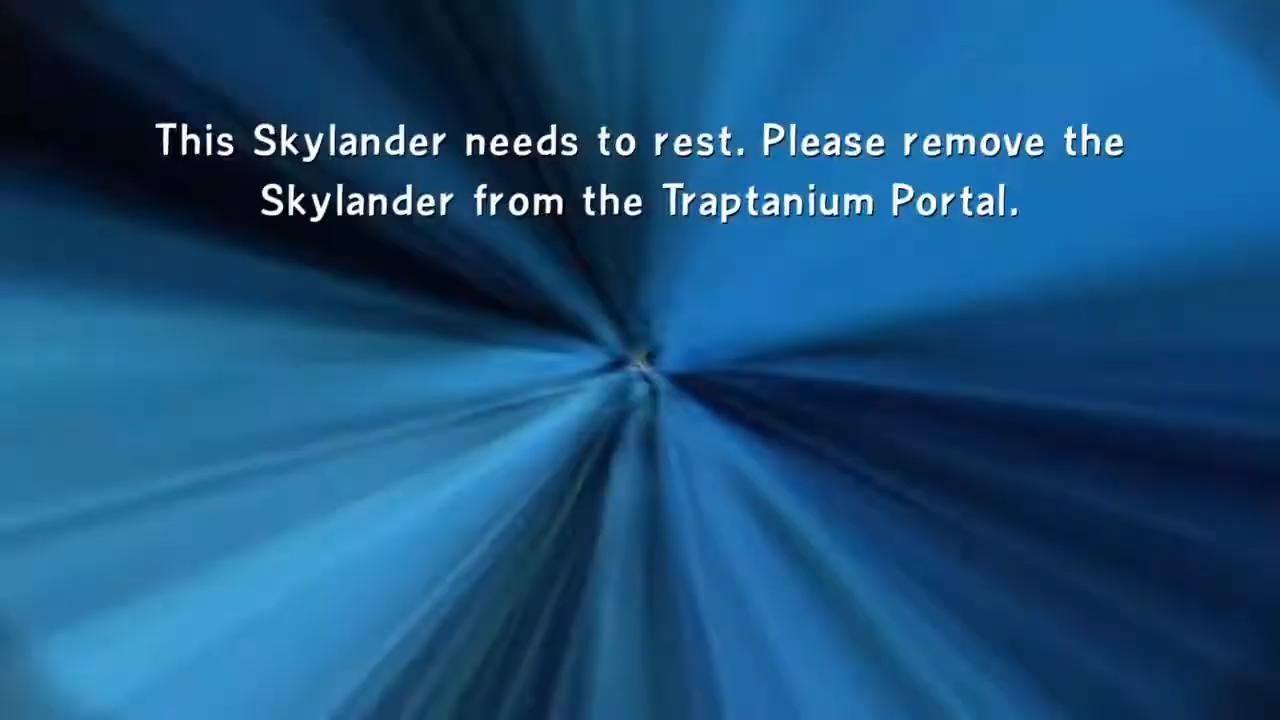 This Skylander needs to rest. Please remove the
Skylander from the Traptanium Portal.